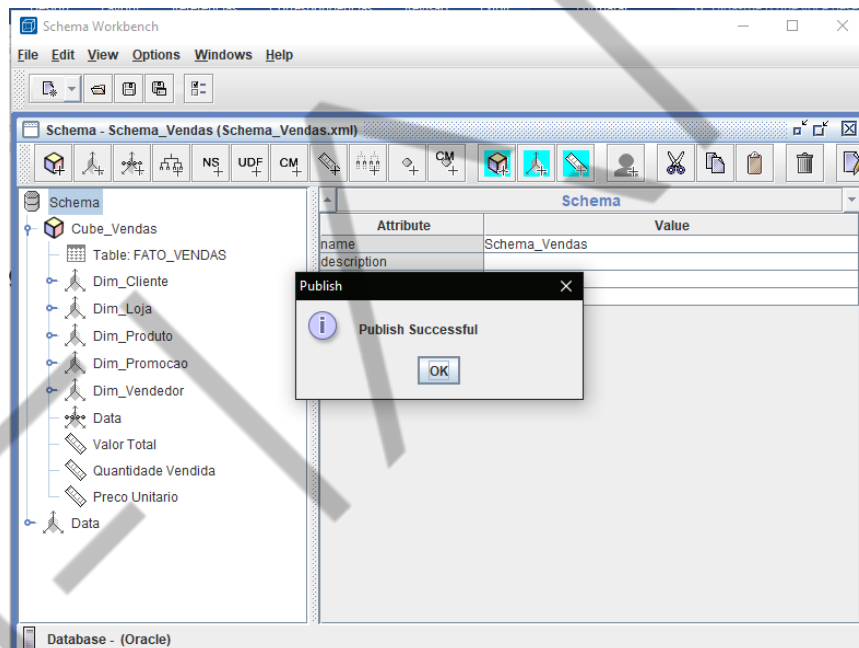 Schema Workbench
File Edit View Options Windows Help
Schema - Schema_Vendas (Schema_Vendas.xml)
NS UDF CM CM
Schema
Cube_Vendas
Table: FATO_VENDAS
Dim_Cliente
Dim_Loja
Dim_Produto
Dim_Promocao
Dim_Vendedor
Data
Valor Total
Quantidade Vendida
Preco Unitario
Data
Schema
Attribute Value
name Schema_Vendas
description
Publish
Publish Successful
OK
Database - (Oracle)